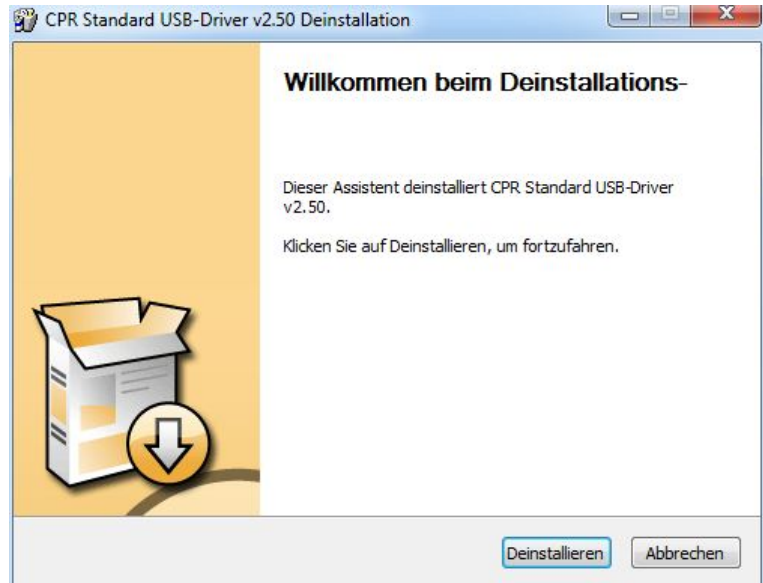 CPR Standard USB-Driver v2.50 Deinstallation
Willkommen beim Deinstallations-
Dieser Assistent deinstalliert CPR Standard USB-Driver
v2.50.
Klicken Sie auf Deinstallieren, um fortzufahren.
Deinstallieren
Abbrechen